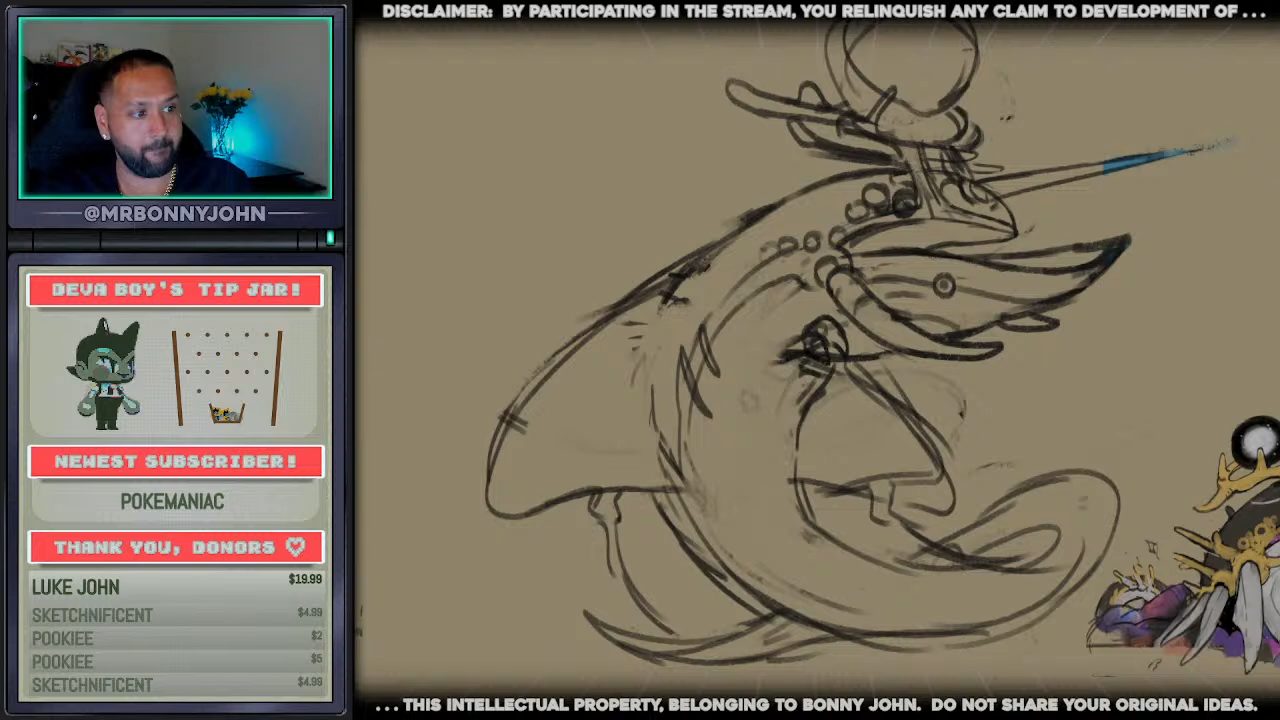 DISCLAIMER: BY PARTICIPATING IN THE STREAM, YOU RELINQUISH ANY CLAIM TO DEVELOPMENT OF . . .
@MRBONNYJOHN
DEVA BOY'S TIP JAR!
NEWEST SUBSCRIBER!
POKEMANIAC
THANK YOU, DONORS ♡
LUKE JOHN $19.99
SKETCHNIFICENT $4.99
POOKIEE $2
POOKIEE $5
SKETCHNIFICENT $4.99
. . . THIS INTELLECTUAL PROPERTY, BELONGING TO BONNY JOHN. DO NOT SHARE YOUR ORIGINAL IDEAS.